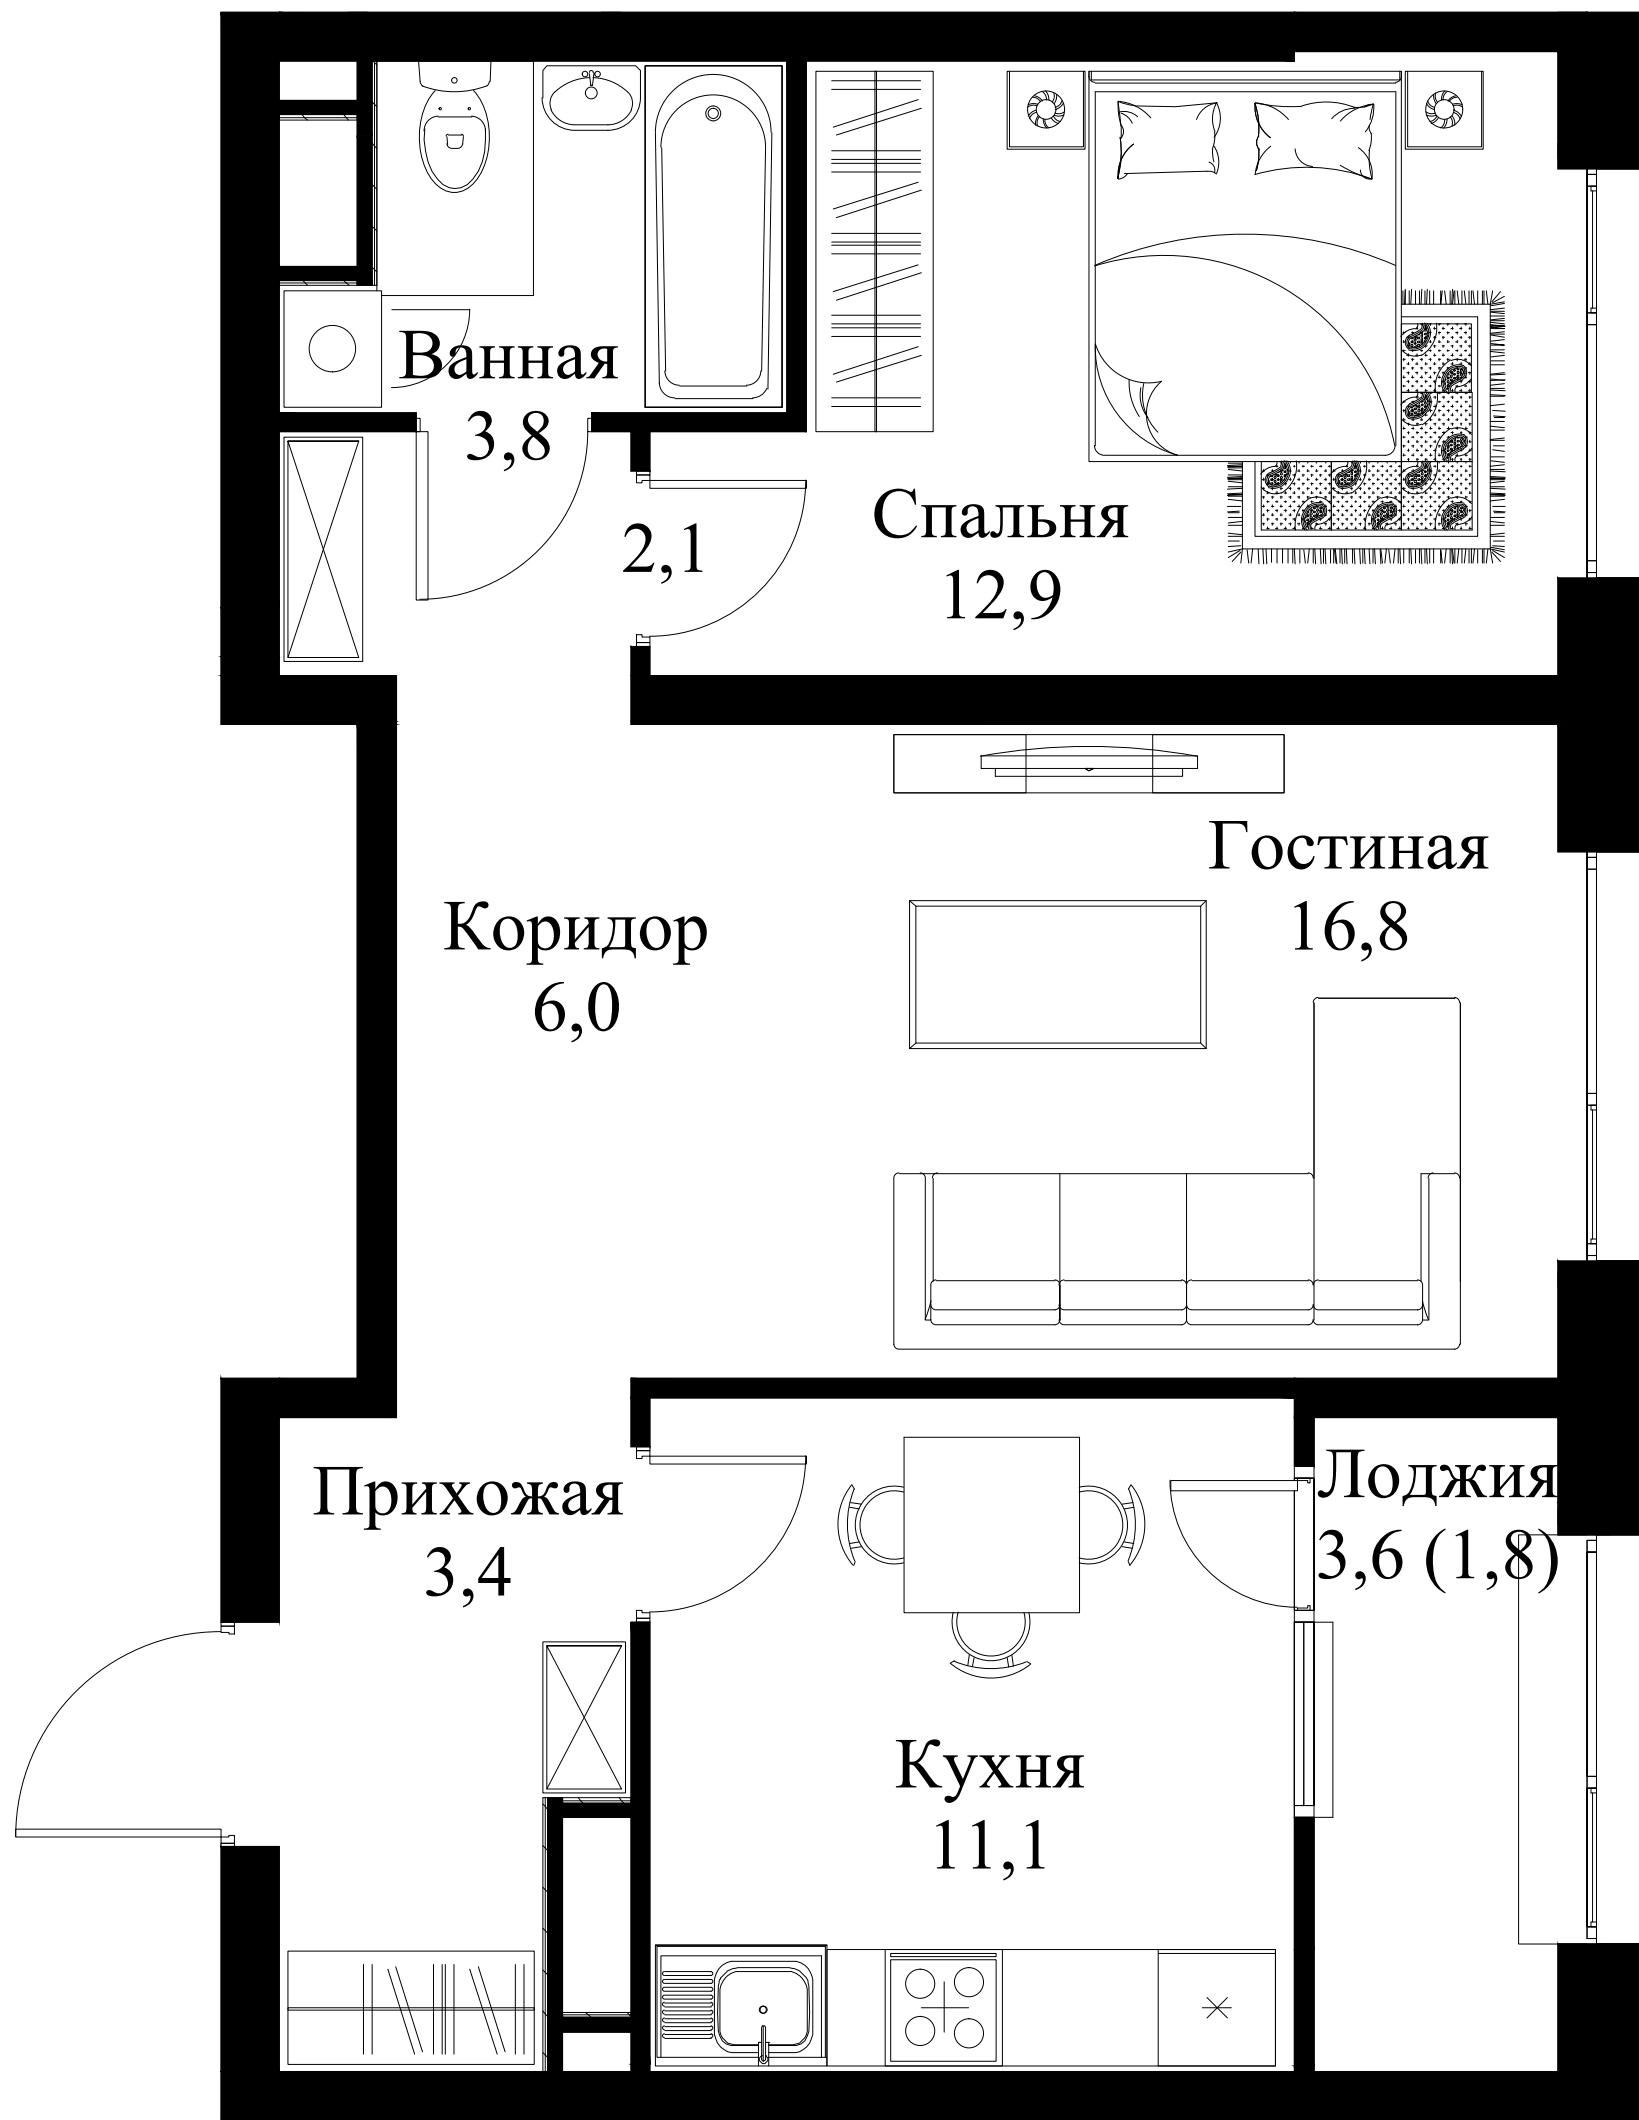 Ванная
3,8
2,1
Спальня
12,9
Гостиная
16,8
Коридор
6,0
Прихожая
3,4
Лоджия
3,6 (1,8)
Кухня
11,1